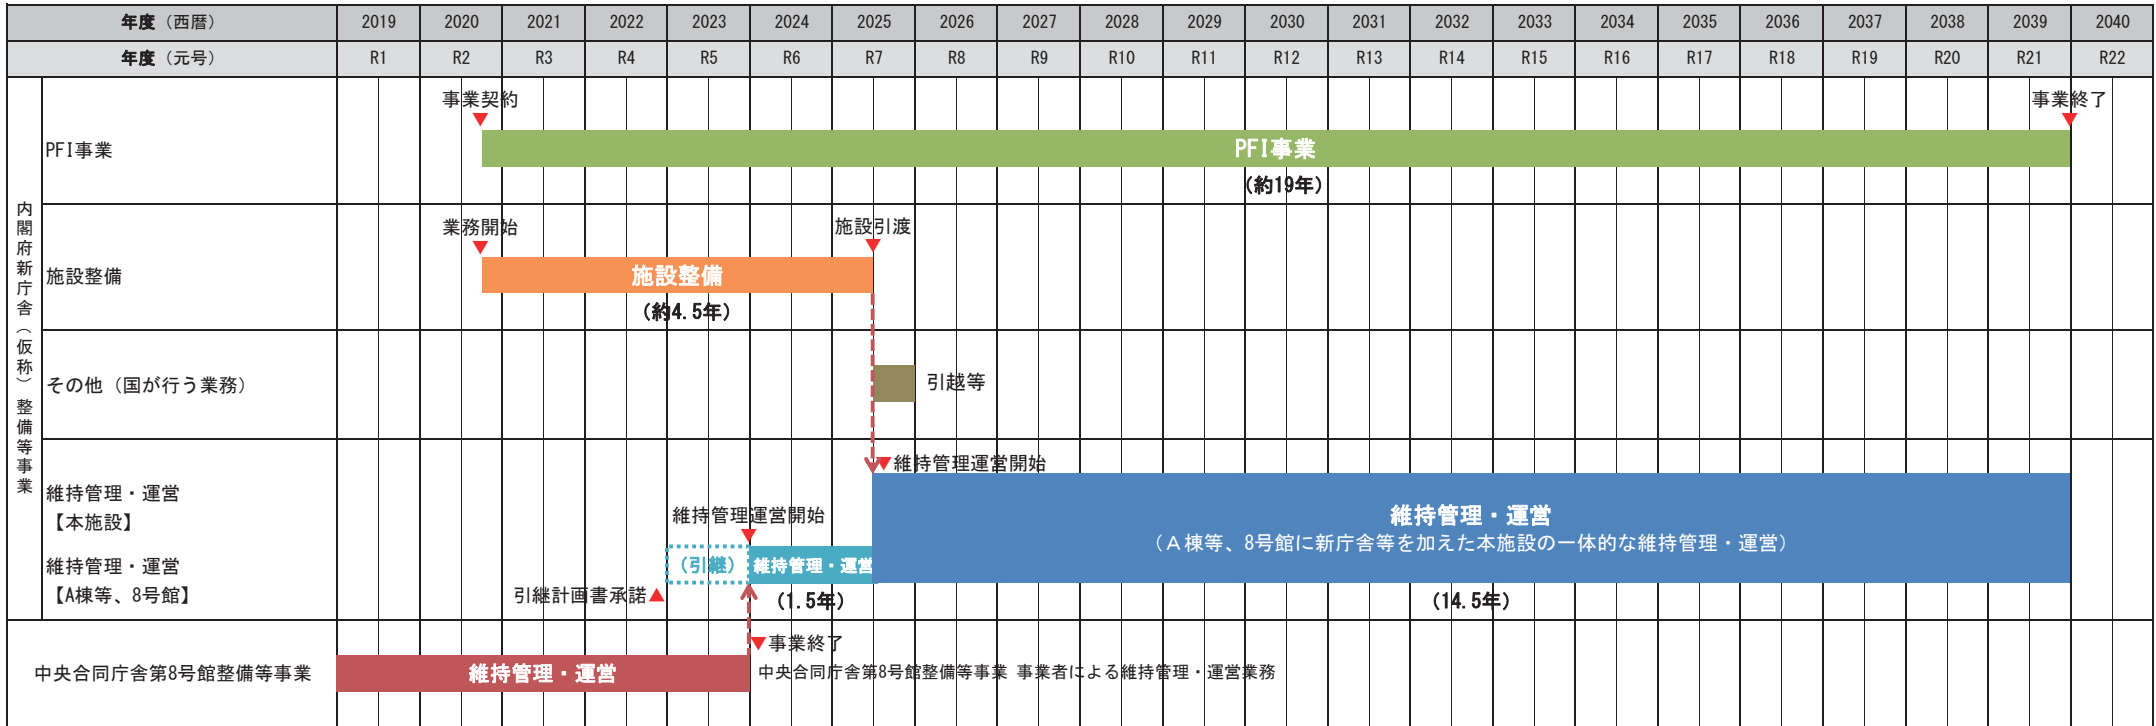 年度（西暦） 2019 2020 2021 2022 2023 2024 2025 2026 2027 2028 2029 2030 2031 2032 2033 2034 2035 2036 2037 2038 2039 2040
年度（元号） R1 R2 R3 R4 R5 R6 R7 R8 R9 R10 R11 R12 R13 R14 R15 R16 R17 R18 R19 R20 R21 R22
内閣府新庁舎（仮称）整備等事業
事業契約 事業終了
PFI事業 PFI事業
（約19年）
業務開始 施設引渡
施設整備 施設整備
（約4.5年）
その他（国が行う業務） 引越等
維持管理運営開始
維持管理・運営
【本施設】
維持管理運営開始
維持管理・運営
（Ａ棟等、8号館に新庁舎等を加えた本施設の一体的な維持管理・運営）
維持管理・運営
【A棟等、8号館】
（引継） 維持管理・運営
引継計画書承諾 （1.5年） （14.5年）
事業終了
中央合同庁舎第8号館整備等事業 維持管理・運営 中央合同庁舎第8号館整備等事業 事業者による維持管理・運営業務